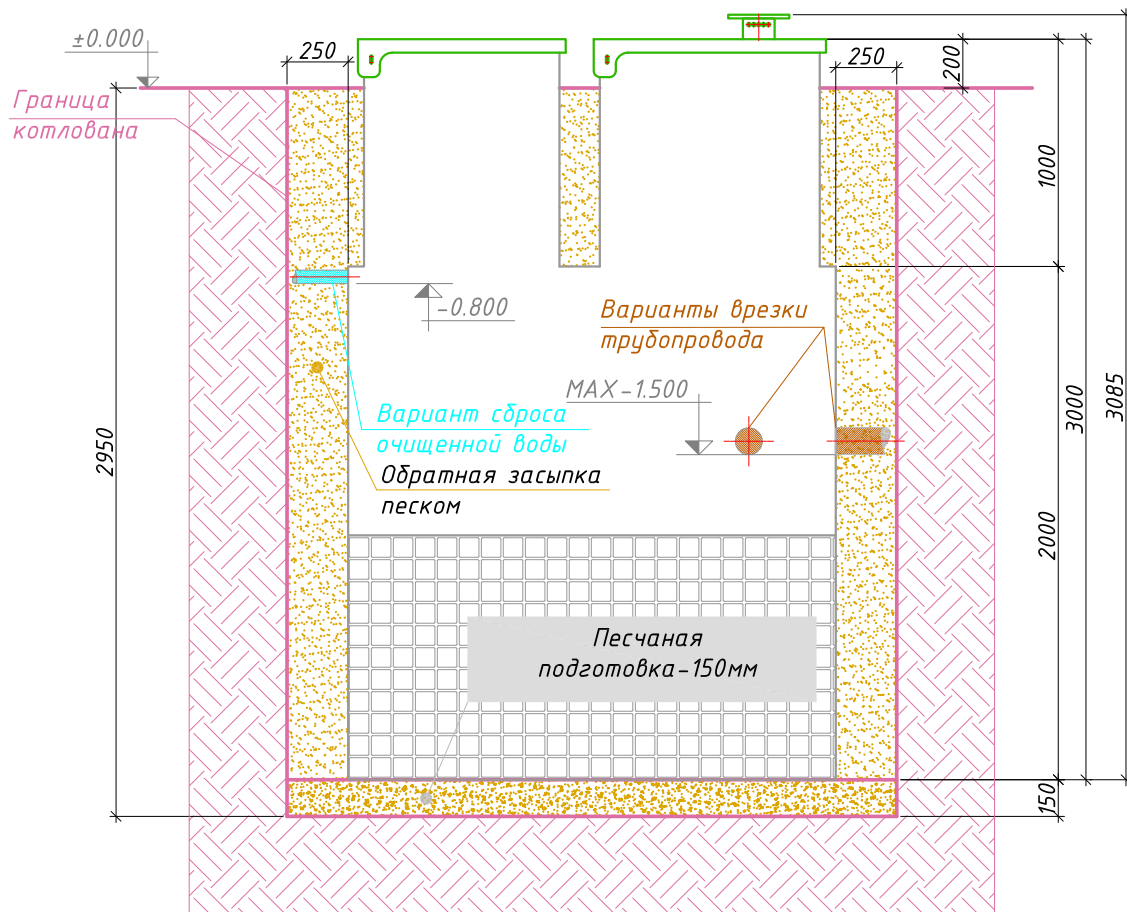 ±0.000
250
250
200
Граница
котлована
1000
-0.800
Варианты врезки
трубопровода
MAX-1.500
3000
3085
Вариант сброса
очищенной воды
2950
Обратная засыпка
песком
2000
Песчаная
подготовка-150мм
150